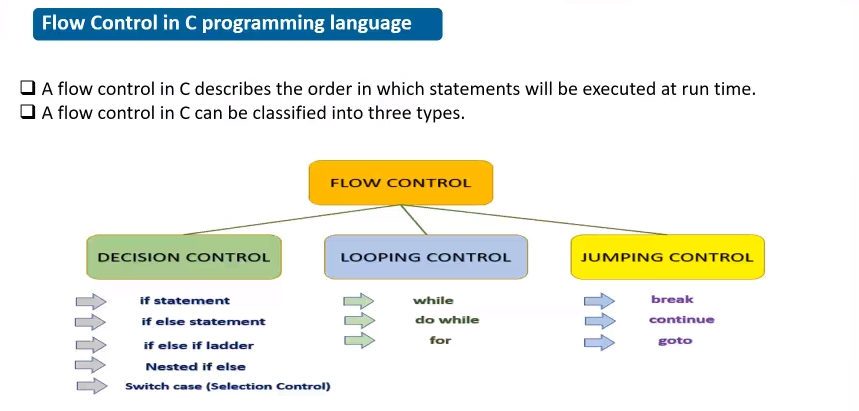 Flow Control in C programming language
A flow control in C describes the order in which statements will be executed at run time.
A flow control in C can be classified into three types.
FLOW CONTROL
DECISION CONTROL
if statement
if else statement
if else if ladder
Nested if else
Switch case (Selection Control)
LOOPING CONTROL
while
do while
for
JUMPING CONTROL
break
continue
goto